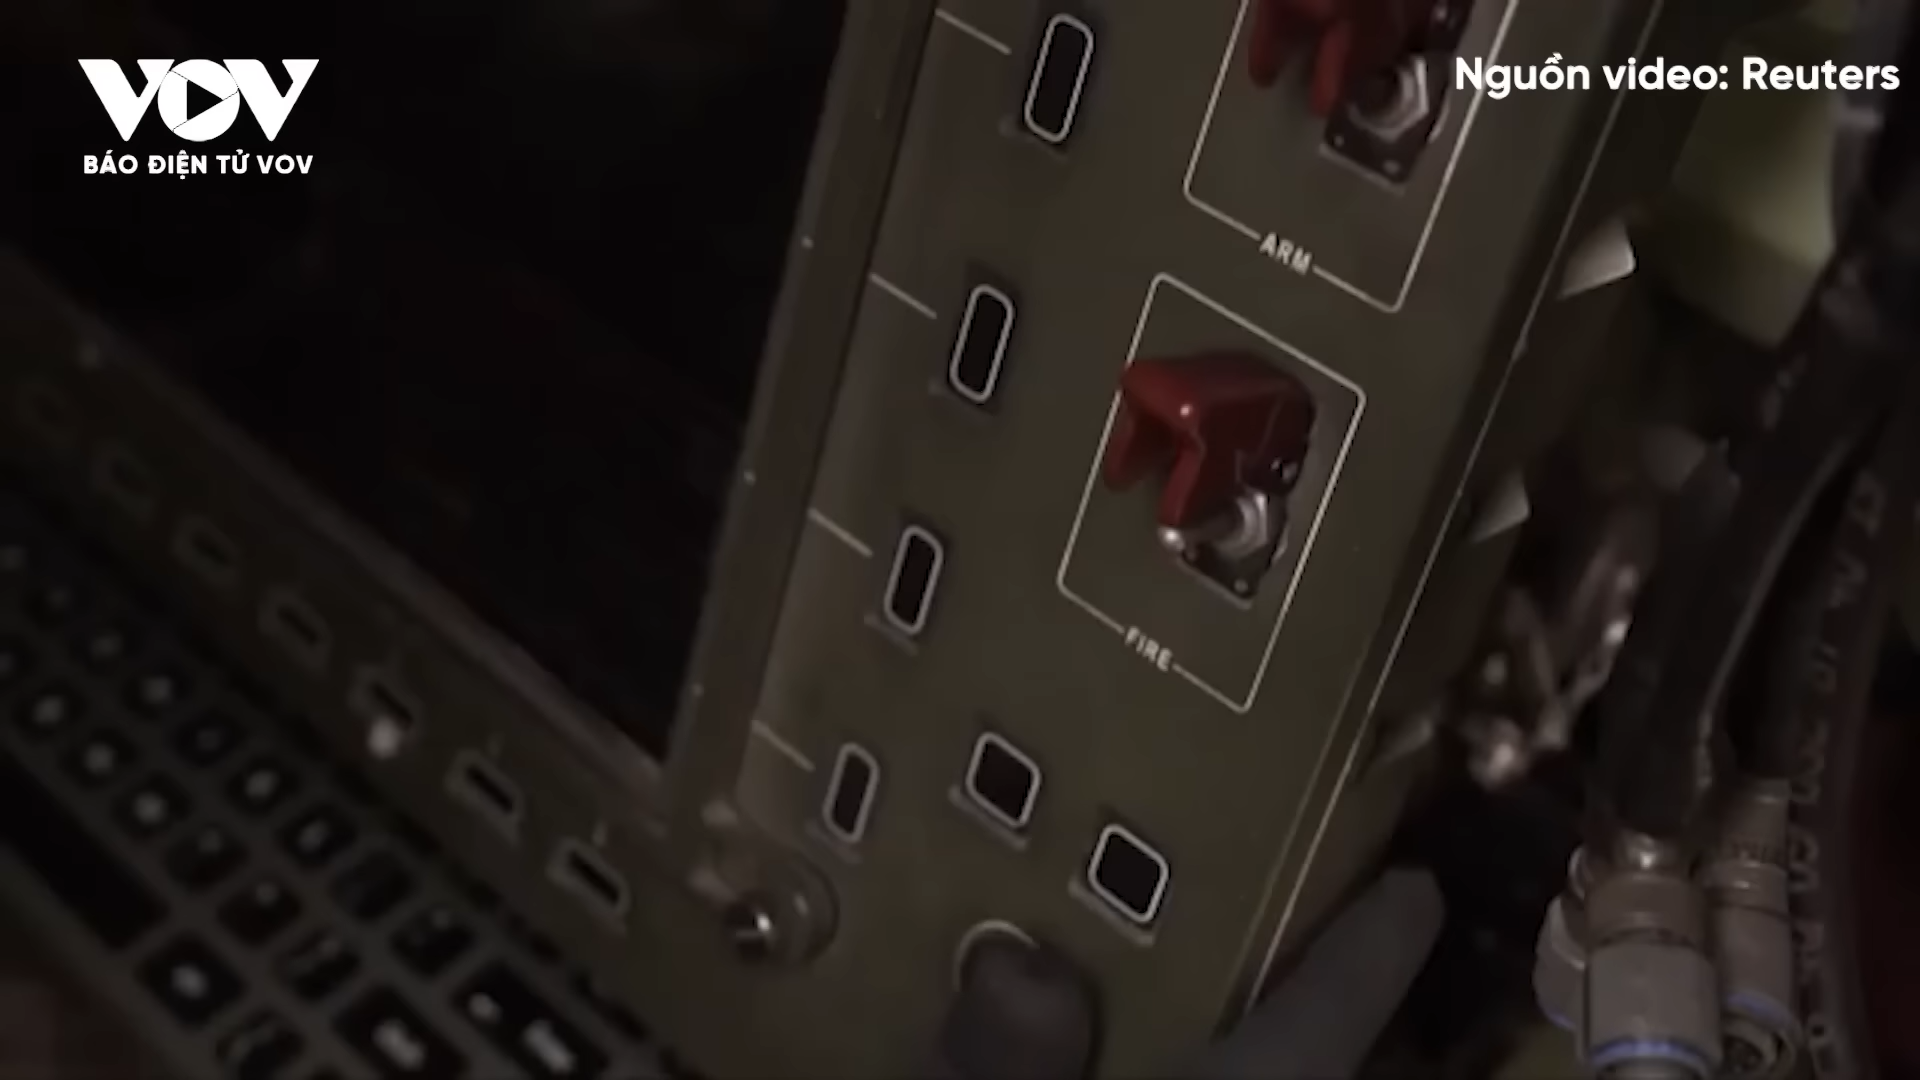 VOV
BÁO ĐIỆN TỬ VOV
Nguồn video: Reuters
ARM
FIRE